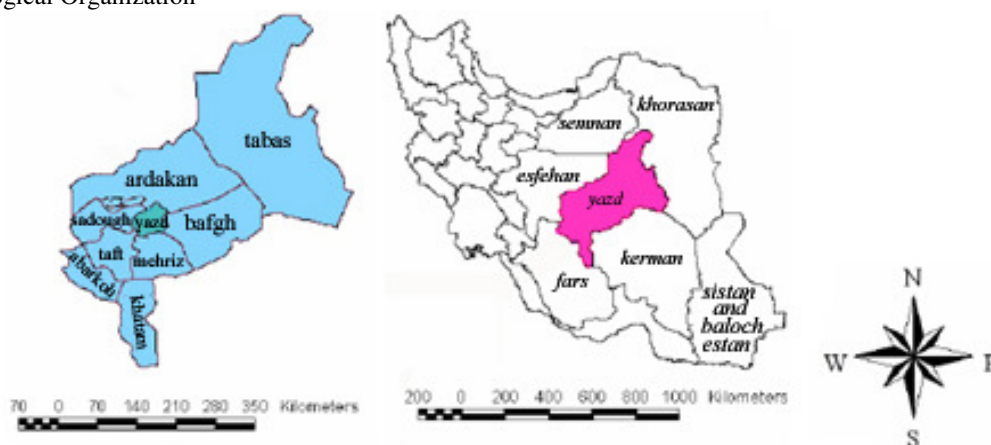 ogical Organization
tabas
ardakan
sadough
yazd
bafgh
taft
mehriz
abarkoh
khatam
70 0 70 140 210 280 350 Kilometers
khorasan
semnan
esfehan
yazd
kerman
fars
sistan
and
baloch
estan
200 0 200 400 600 800 1000 Kilometers
N
W E
S